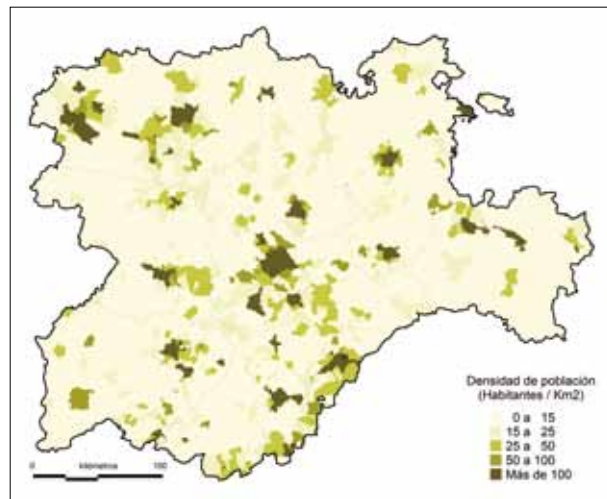 Densidad de población
(Habitantes / Km2)
0 a 15
15 a 25
25 a 50
50 a 100
Más de 100
0 kilómetros 100